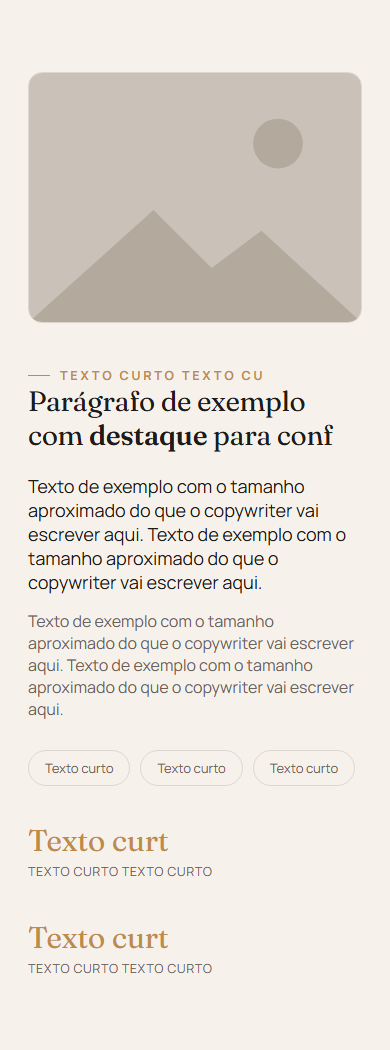 TEXTO CURTO TEXTO CU
Parágrafo de exemplo
com destaque para conf
Texto de exemplo com o tamanho
aproximado do que o copywriter vai
escrever aqui. Texto de exemplo com o
tamanho aproximado do que o
copywriter vai escrever aqui.
Texto de exemplo com o tamanho
aproximado do que o copywriter vai escrever
aqui. Texto de exemplo com o tamanho
aproximado do que o copywriter vai escrever
aqui.
Texto curto Texto curto Texto curto
Texto curt
TEXTO CURTO TEXTO CURTO
Texto curt
TEXTO CURTO TEXTO CURTO